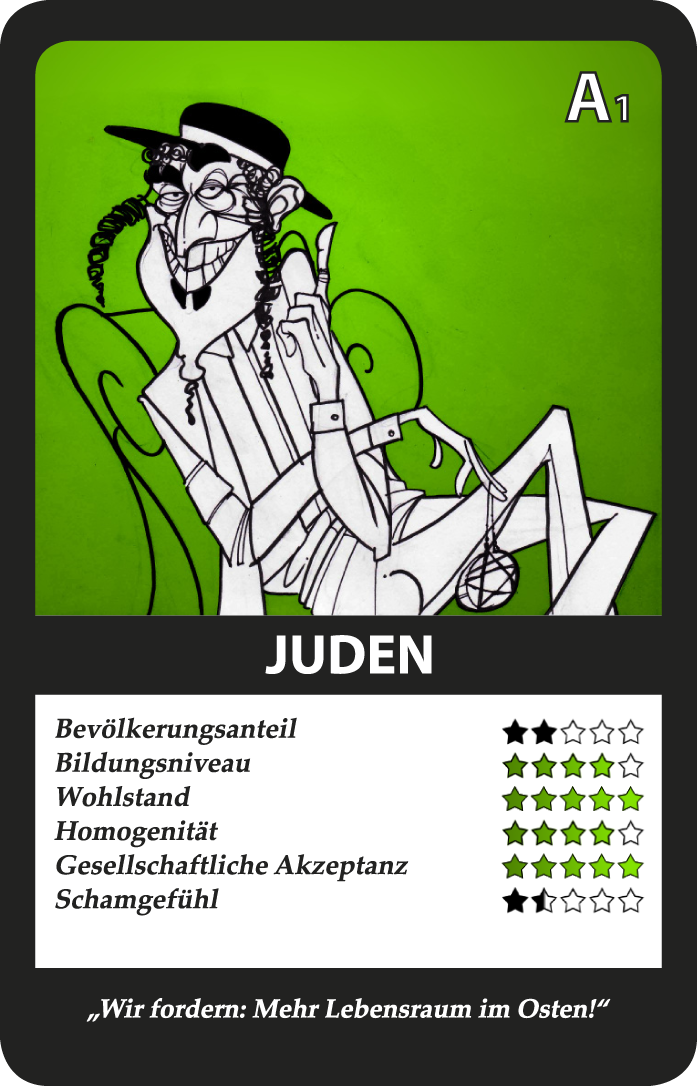 A1
JUDEN
Bevölkerungsanteil
Bildungsniveau
Wohlstand
Homogenität
Gesellschaftliche Akzeptanz
Schamgefühl
„Wir fordern: Mehr Lebensraum im Osten!“